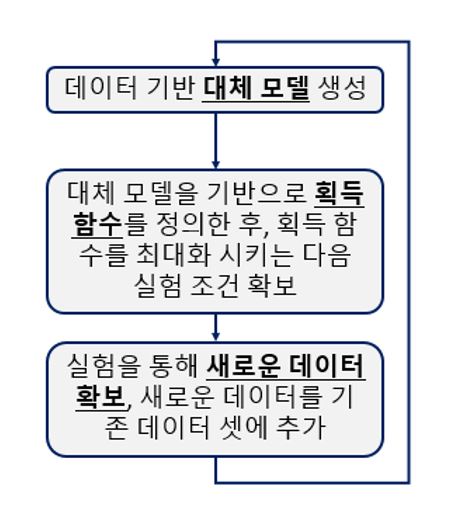 데이터 기반 대체 모델 생성
대체 모델을 기반으로 획득
함수를 정의한 후, 획득 함
수를 최대화 시키는 다음
실험 조건 확보
실험을 통해 새로운 데이터
확보, 새로운 데이터를 기
존 데이터 셋에 추가